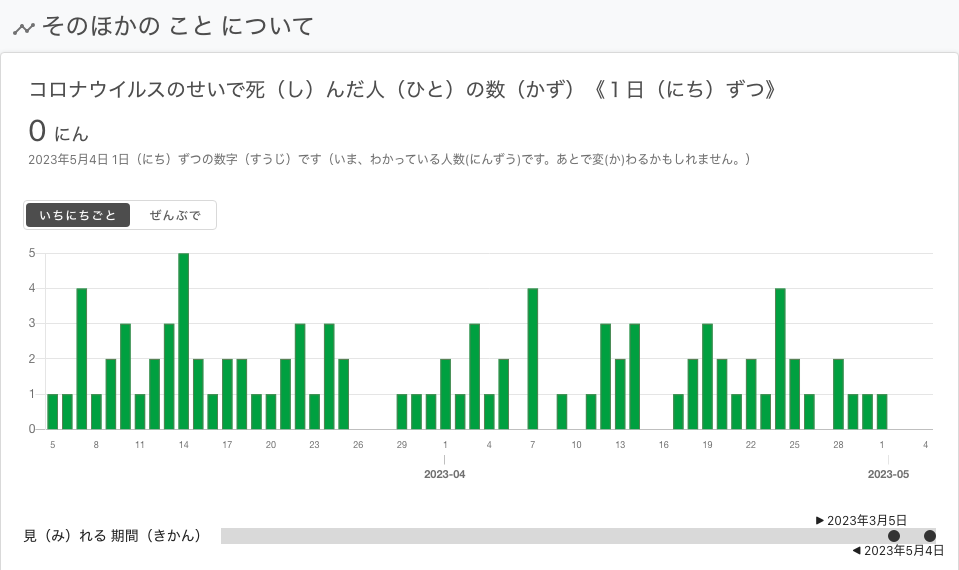 そのほかの こと について
コロナウイルスのせいで死（し）んだ人（ひと）の数（かず）《１日（にち）ずつ》
0 にん
2023年5月4日 1日（にち）ずつの数字（すうじ）です（いま、わかっている人数(にんずう)です。あとで変(か)わるかもしれません。）
いちにちごと ぜんぶで
5
4
3
2
1
0
5 8 11 14 17 20 23 26 29 1 4 7 10 13 16 19 22 25 28 1 4
2023-04 2023-05
▶ 2023年3月5日
見（み）れる 期間（きかん）
◀ 2023年5月4日